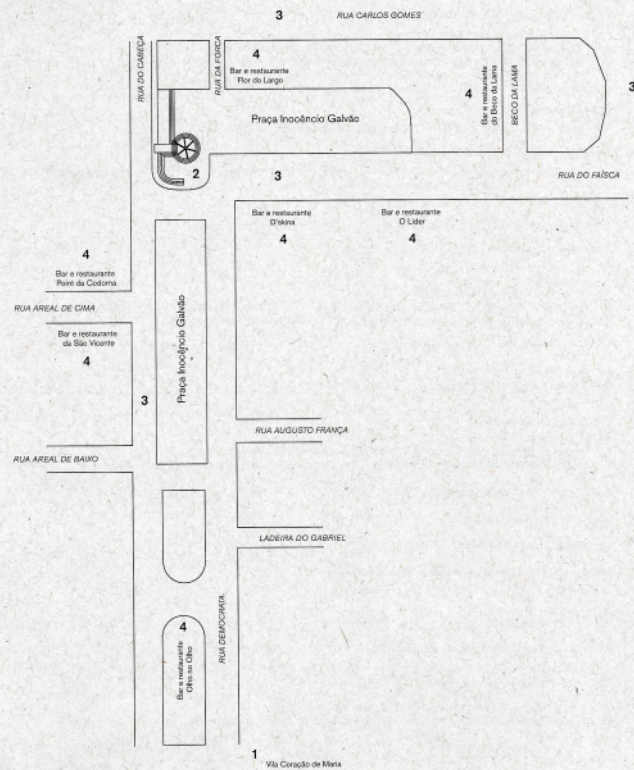 3
RUA CARLOS GOMES
RUA DO CABEÇA
RUA DA FORCA
4
Bar e restaurante
Flor do Largo
4
Bar e restaurante
do Beco da Lama
BECO DA LAMA
3
Praça Inocêncio Galvão
2
3
RUA DO FAÍSCA
Bar e restaurante
D'skina
4
Bar e restaurante
O Líder
4
4
Bar e restaurante
Point da Codorna
RUA AREAL DE CIMA
Bar e restaurante
da São Vicente
4
Praça Inocêncio Galvão
3
RUA AUGUSTO FRANÇA
RUA AREAL DE BAIXO
LADEIRA DO GABRIEL
RUA DEMOCRATA
4
Bar e restaurante
Olho no Olho
1
Vila Coração de Maria